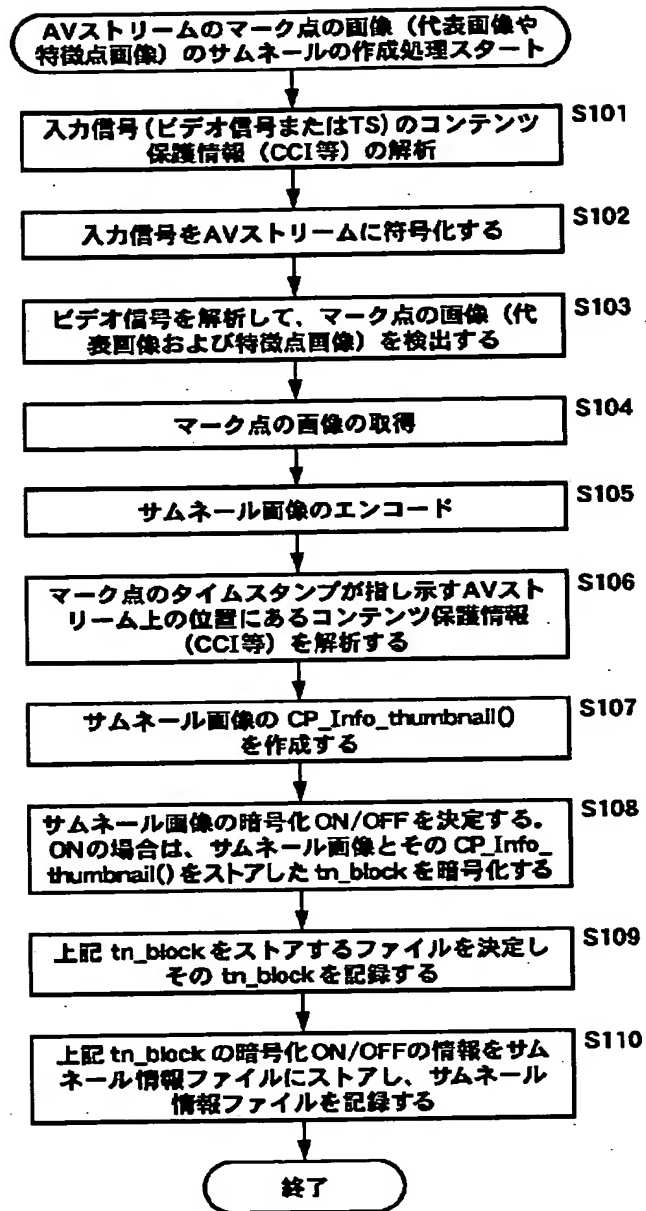 AVストリームのマーク点の画像（代表画像や
特徴点画像）のサムネールの作成処理スタート
S101
入力信号（ビデオ信号またはTS）のコンテンツ
保護情報（CCI等）の解析
S102
入力信号をAVストリームに符号化する
S103
ビデオ信号を解析して、マーク点の画像（代
表画像および特徴点画像）を検出する
S104
マーク点の画像の取得
S105
サムネール画像のエンコード
S106
マーク点のタイムスタンプが指し示すAVスト
リーム上の位置にあるコンテンツ保護情報
（CCI等）を解析する
S107
サムネール画像の CP_Info_thumbnail()
を作成する
S108
サムネール画像の暗号化ON/OFFを決定する。
ONの場合は、サムネール画像とその CP_Info_
thumbnail()をストアした tn_block を暗号化する
S109
上記 tn_block をストアするファイルを決定し
その tn_block を記録する
S110
上記 tn_block の暗号化ON/OFFの情報をサム
ネール情報ファイルにストアし、サムネール
情報ファイルを記録する
終了